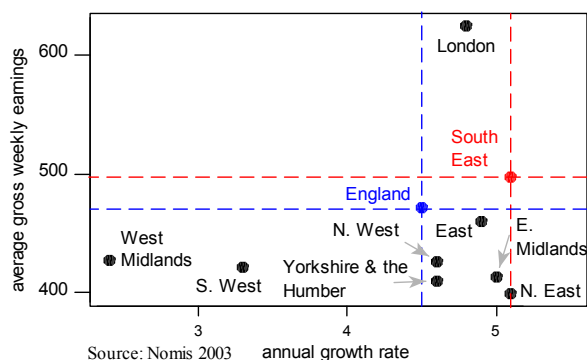 average gross weekly earnings
600
500
400
London
South
East
England
N. West
East
E.
Midlands
West
Midlands
S. West
Yorkshire & the
Humber
N. East
3
4
5
Source: Nomis 2003
annual growth rate